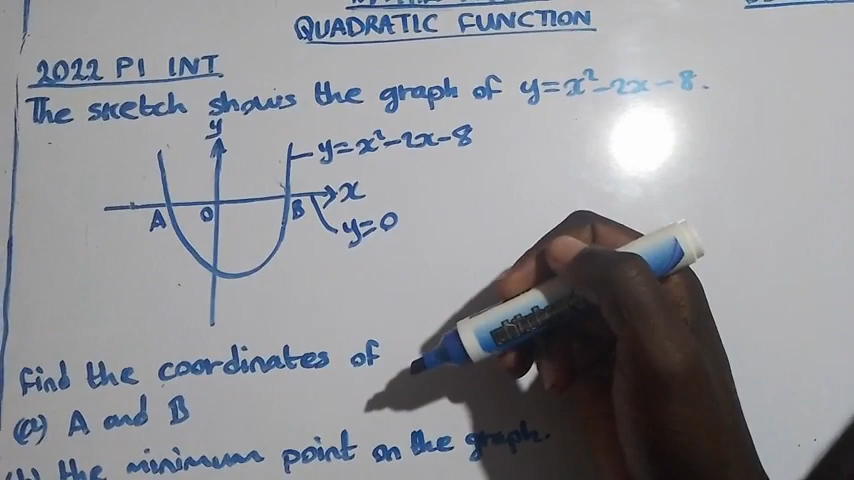 QUADRATIC FUNCTION
2022 P1 INT
The sketch shows the graph of y=x²-2x-8.
y
y=x²-2x-8
x
A O B
y=0
Find the coordinates of
(a) A and B
the minimum point on the graph.